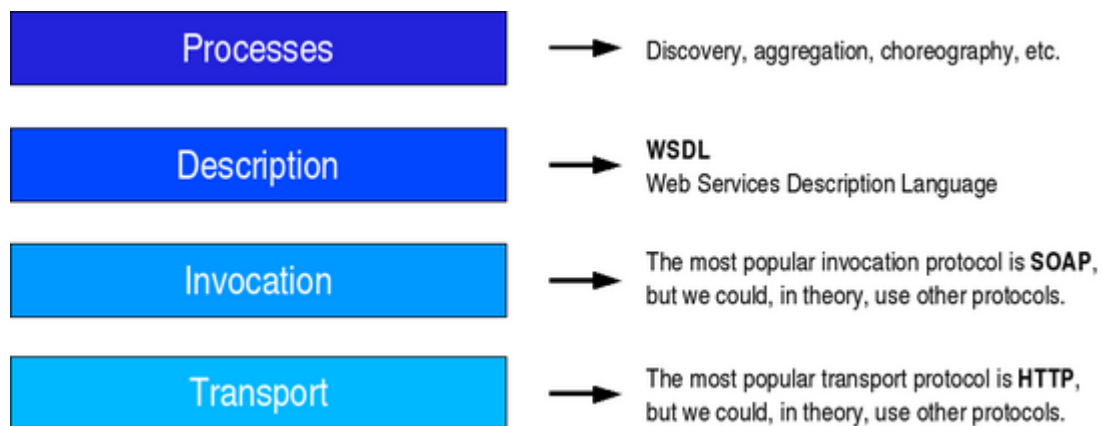 Processes
Discovery, aggregation, choreography, etc.
Description
WSDL
Web Services Description Language
Invocation
The most popular invocation protocol is SOAP,
but we could, in theory, use other protocols.
Transport
The most popular transport protocol is HTTP,
but we could, in theory, use other protocols.